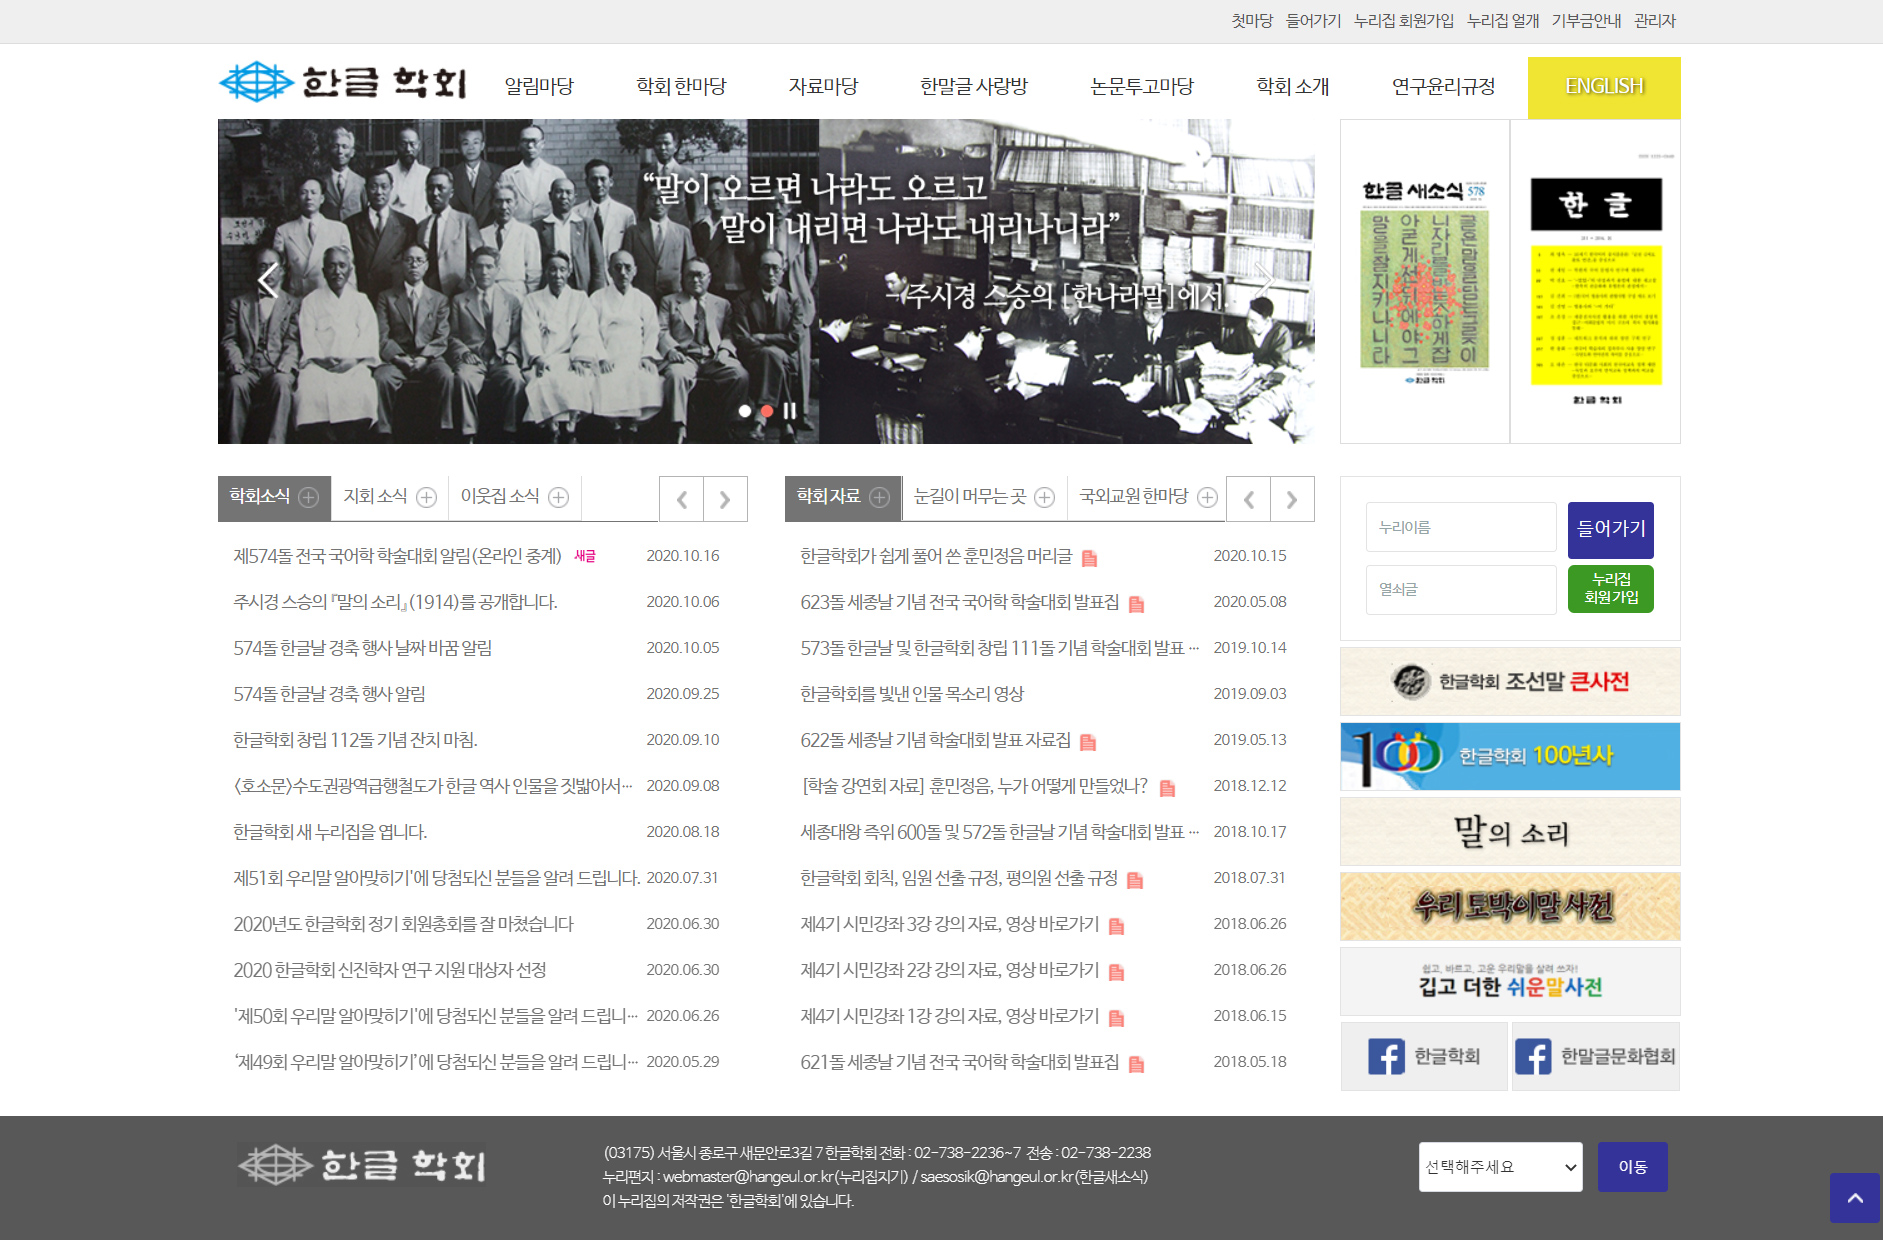 첫마당 들어가기 누리집 회원가입 누리집 얼개 기부금안내 관리자
한글 학회
알림마당 학회 한마당 자료마당 한말글 사랑방 논문투고마당 학회 소개 연구윤리규정 ENGLISH
“말이 오르면 나라도 오르고
말이 내리면 나라도 내리나니라”
-주시경 스승의 [한나라말]에서.
한글 새소식 578
한글 학회
한 글
한글 학회
학회소식 지회 소식 이웃집 소식
제574돌 전국 국어학 학술대회 알림(온라인 중계) 새글 2020.10.16
주시경 스승의 『말의 소리』(1914)를 공개합니다. 2020.10.06
574돌 한글날 경축 행사 날짜 바꿈 알림 2020.10.05
574돌 한글날 경축 행사 알림 2020.09.25
한글학회 창립 112돌 기념 잔치 마침. 2020.09.10
<호소문>수도권광역급행철도가 한글 역사 인물을 짓밟아서… 2020.09.08
한글학회 새 누리집을 엽니다. 2020.08.18
제51회 우리말 알아맞히기'에 당첨되신 분들을 알려 드립니다. 2020.07.31
2020년도 한글학회 정기 회원총회를 잘 마쳤습니다 2020.06.30
2020 한글학회 신진학자 연구 지원 대상자 선정 2020.06.30
'제50회 우리말 알아맞히기'에 당첨되신 분들을 알려 드립니… 2020.06.26
‘제49회 우리말 알아맞히기’에 당첨되신 분들을 알려 드립니… 2020.05.29
학회 자료 눈길이 머무는 곳 국외교원 한마당
한글학회가 쉽게 풀어 쓴 훈민정음 머리글 2020.10.15
623돌 세종날 기념 전국 국어학 학술대회 발표집 2020.05.08
573돌 한글날 및 한글학회 창립 111돌 기념 학술대회 발표 … 2019.10.14
한글학회를 빛낸 인물 목소리 영상 2019.09.03
622돌 세종날 기념 학술대회 발표 자료집 2019.05.13
[학술 강연회 자료] 훈민정음, 누가 어떻게 만들었나? 2018.12.12
세종대왕 즉위 600돌 및 572돌 한글날 기념 학술대회 발표 … 2018.10.17
한글학회 회칙, 임원 선출 규정, 평의원 선출 규정 2018.07.31
제4기 시민강좌 3강 강의 자료, 영상 바로가기 2018.06.26
제4기 시민강좌 2강 강의 자료, 영상 바로가기 2018.06.26
제4기 시민강좌 1강 강의 자료, 영상 바로가기 2018.06.15
621돌 세종날 기념 전국 국어학 학술대회 발표집 2018.05.18
누리이름
들어가기
열쇠글
누리집
회원가입
한글학회 조선말 큰사전
100 한글학회 100년사
말의 소리
우리 토박이말 사전
쉽고, 바르고, 고운 우리말을 살려 쓰자!
깁고 더한 쉬운말사전
한글학회 한말글문화협회
한글 학회
(03175) 서울시 종로구 새문안로3길 7 한글학회 전화 : 02-738-2236~7 전송 : 02-738-2238
누리편지 : webmaster@hangeul.or.kr(누리집지기) / saesosik@hangeul.or.kr(한글새소식)
이 누리집의 저작권은 '한글학회'에 있습니다.
선택해주세요 이동